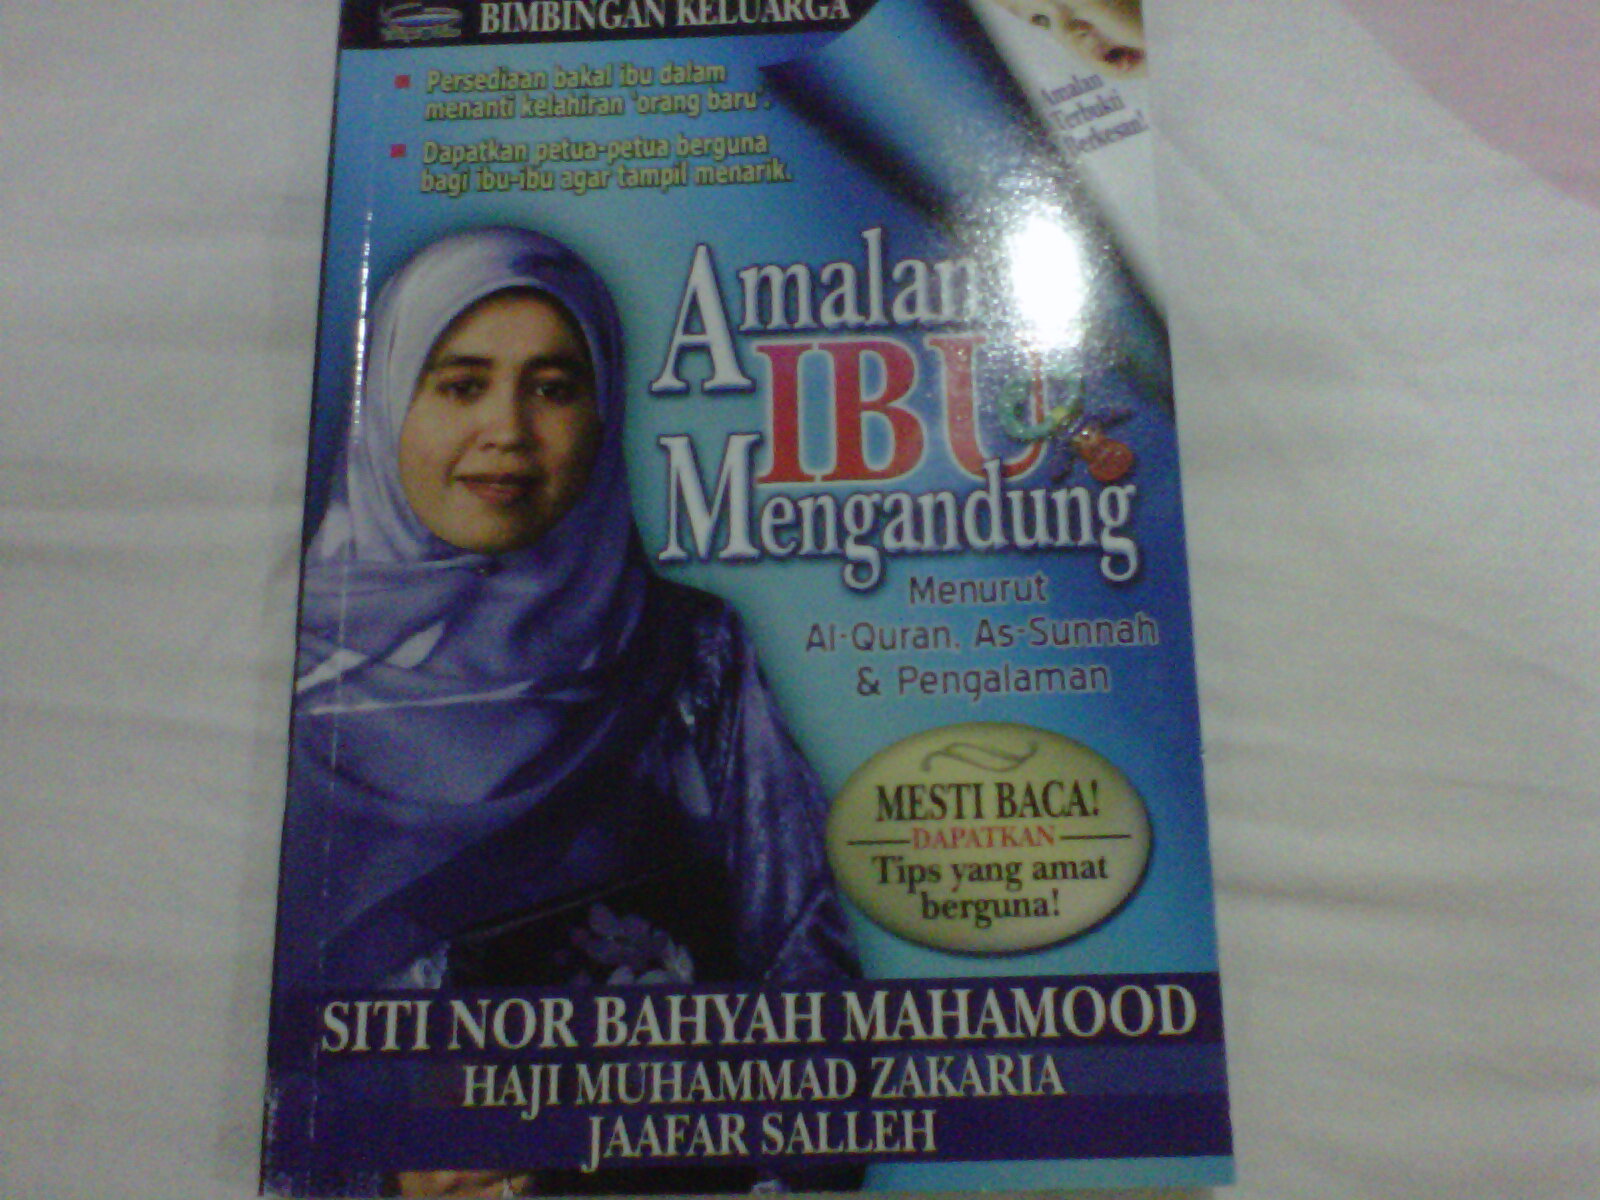 BIMBINGAN KELUARGA
Persediaan bakal ibu dalam
menanti kelahiran 'orang baru'.
Dapatkan petua-petua berguna
bagi ibu-ibu agar tampil menarik.
Amalan
Terbukti
Berkesan!
Amalan
IBU
Mengandung
Menurut
Al-Quran, As-Sunnah
& Pengalaman
MESTI BACA!
DAPATKAN
Tips yang amat
berguna!
SITI NOR BAHYAH MAHAMOOD
HAJI MUHAMMAD ZAKARIA
JAAFAR SALLEH